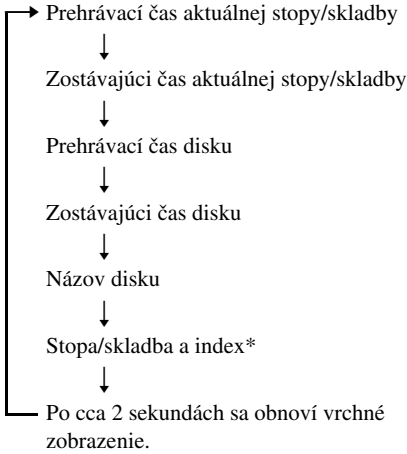 Prehrávací čas aktuálnej stopy/skladby
Zostávajúci čas aktuálnej stopy/skladby
Prehrávací čas disku
Zostávajúci čas disku
Názov disku
Stopa/skladba a index*
Po cca 2 sekundách sa obnoví vrchné
zobrazenie.